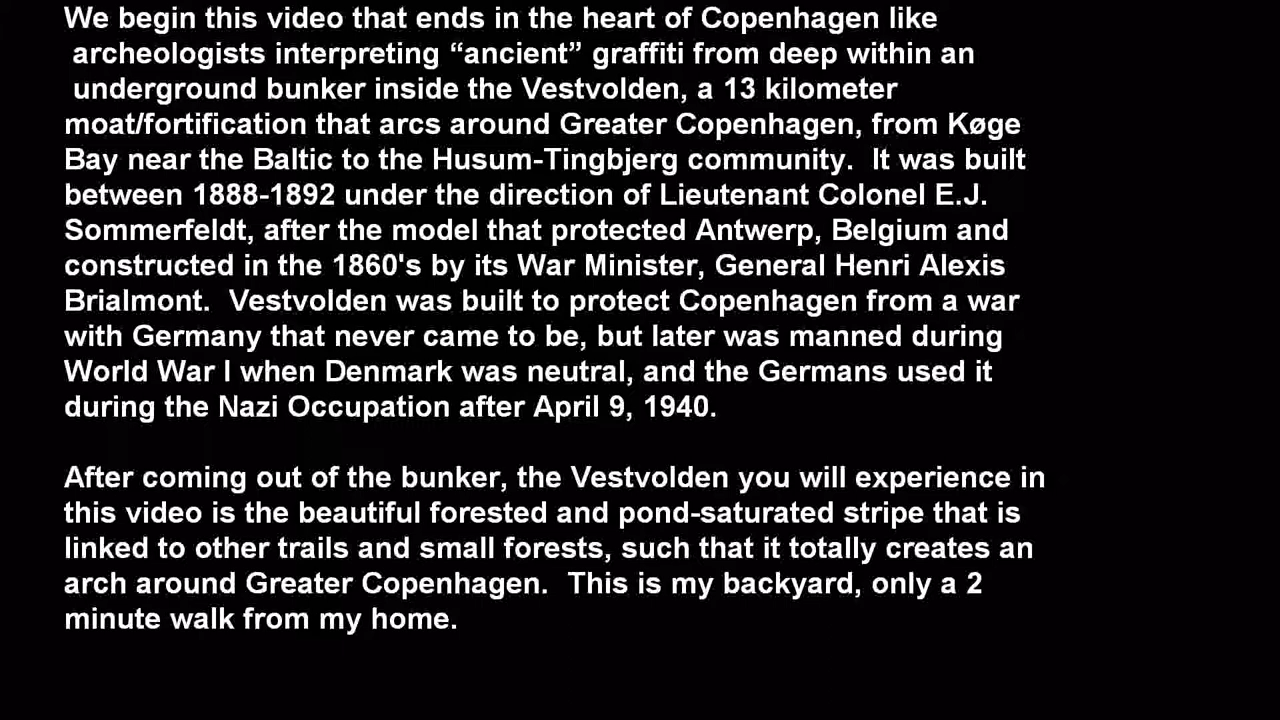 We begin this video that ends in the heart of Copenhagen like
archeologists interpreting “ancient” graffiti from deep within an
underground bunker inside the Vestvolden, a 13 kilometer
moat/fortification that arcs around Greater Copenhagen, from Køge
Bay near the Baltic to the Husum-Tingbjerg community.  It was built
between 1888-1892 under the direction of Lieutenant Colonel E.J.
Sommerfeldt, after the model that protected Antwerp, Belgium and
constructed in the 1860's by its War Minister, General Henri Alexis
Brialmont.  Vestvolden was built to protect Copenhagen from a war
with Germany that never came to be, but later was manned during
World War I when Denmark was neutral, and the Germans used it
during the Nazi Occupation after April 9, 1940.
After coming out of the bunker, the Vestvolden you will experience in
this video is the beautiful forested and pond-saturated stripe that is
linked to other trails and small forests, such that it totally creates an
arch around Greater Copenhagen.  This is my backyard, only a 2
minute walk from my home.